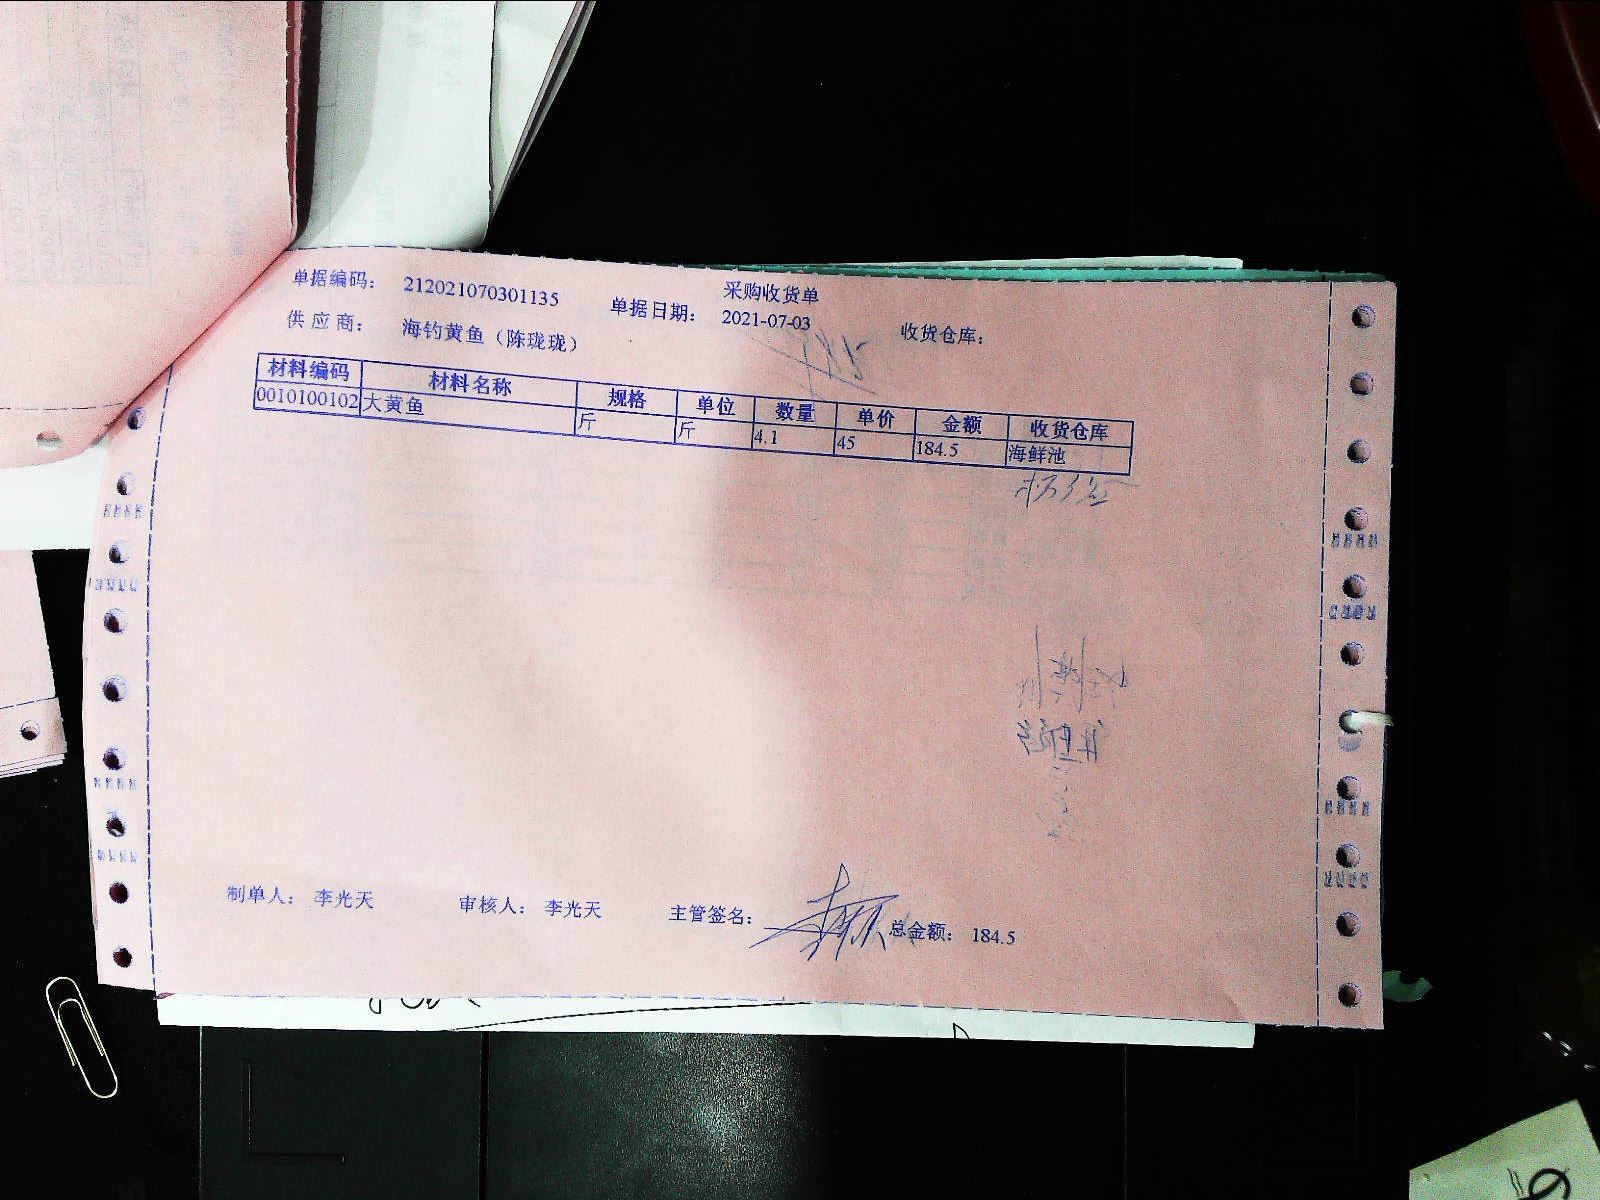 采购收货单
单据编码: 212021070301135 单据日期: 2021-07-03 收货仓库:
供应商: 海钓黄鱼（陈珑珑）
材料编码 材料名称 规格 单位 数量 单价 金额 收货仓库
0010100102 大黄鱼 斤 斤 4.1 45 184.5 海鲜池
制单人: 李光天 审核人: 李光天 主管签名: 总金额: 184.5